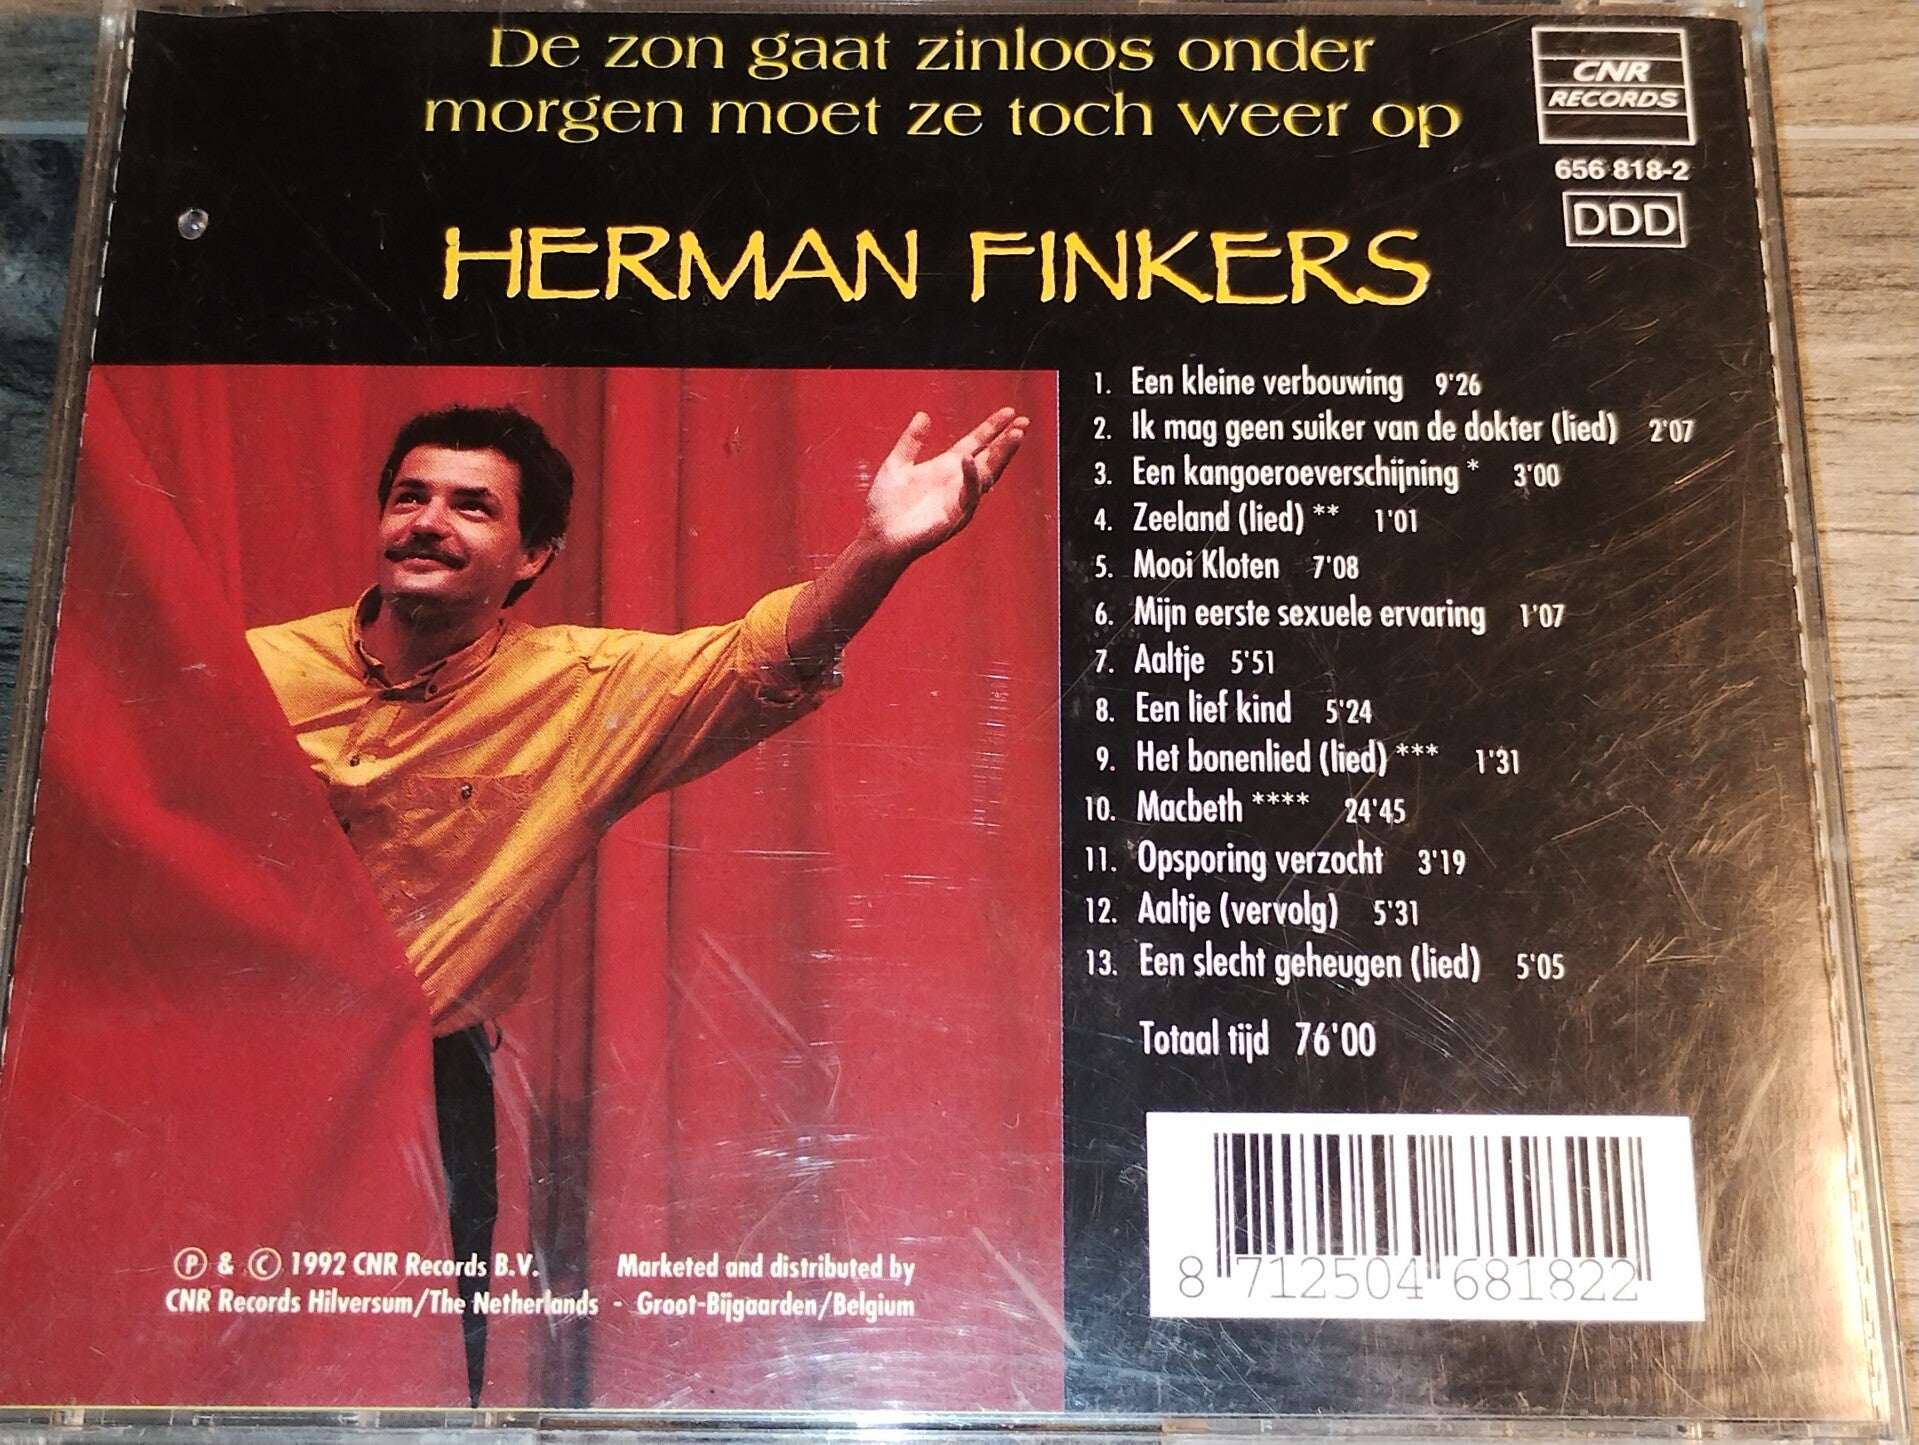 De zon gaat zinloos onder
morgen moet ze toch weer op
CNR
RECORDS
656 818-2
DDD
HERMAN FINKERS
1. Een kleine verbouwing 9'26
2. Ik mag geen suiker van de dokter (lied) 2'07
3. Een kangoeroeverschijning * 3'00
4. Zeeland (lied) ** 1'01
5. Mooi Kloten 7'08
6. Mijn eerste sexuele ervaring 1'07
7. Aaltje 5'51
8. Een lief kind 5'24
9. Het bonenlied (lied) *** 1'31
10. Macbeth **** 24'45
11. Opsporing verzocht 3'19
12. Aaltje (vervolg) 5'31
13. Een slecht geheugen (lied) 5'05
Totaal tijd 76'00
Ⓟ & Ⓒ 1992 CNR Records B.V. Marketed and distributed by
CNR Records Hilversum/The Netherlands - Groot-Bijgaarden/Belgium
8 712504 681822